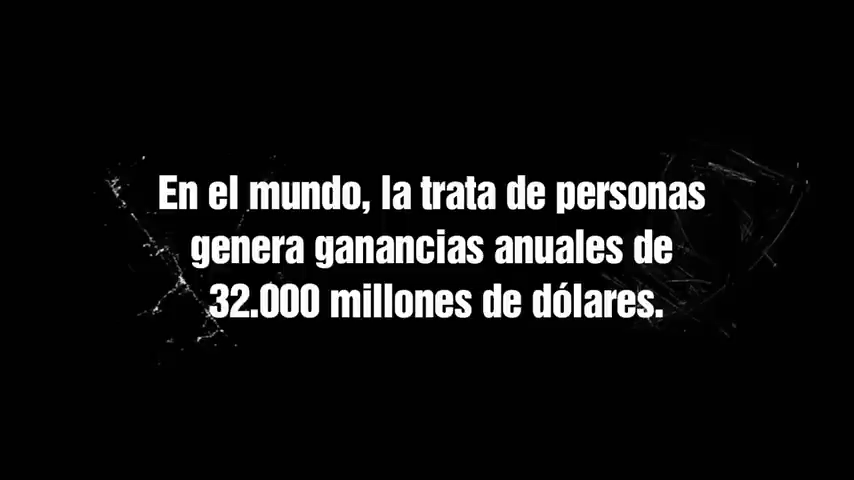 En el mundo, la trata de personas
genera ganancias anuales de
32.000 millones de dólares.